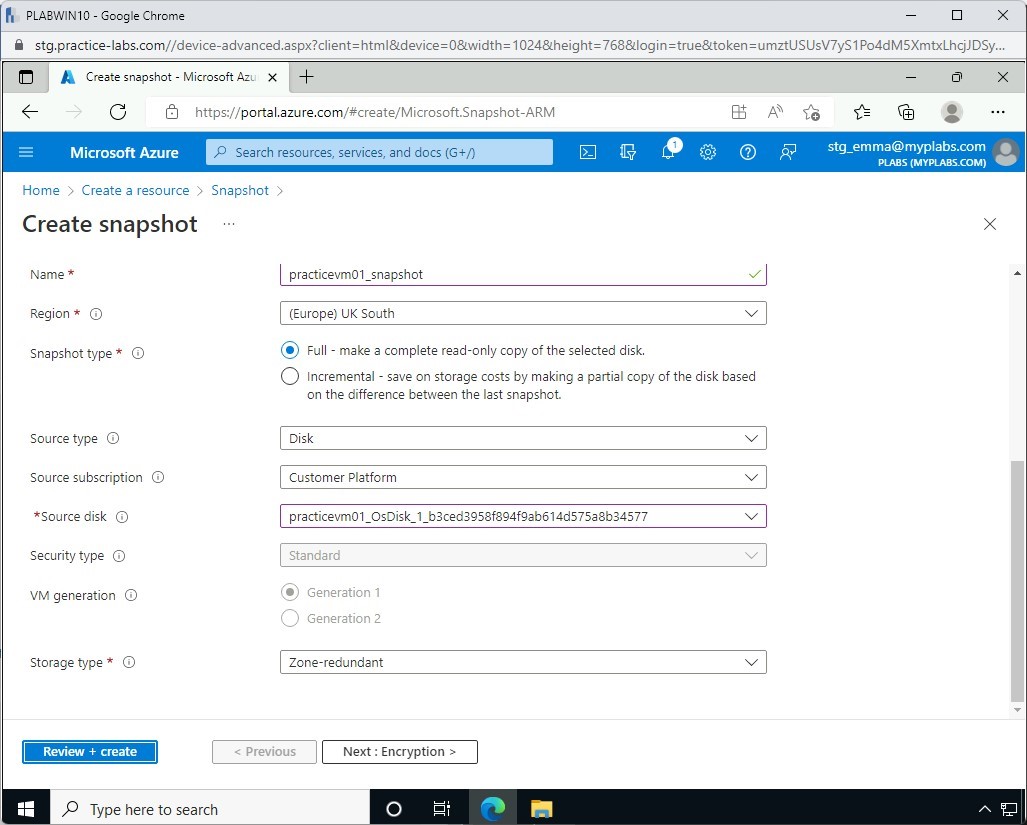 PLABWIN10 - Google Chrome
stg.practice-labs.com//device-advanced.aspx?client=html&device=0&width=1024&height=768&login=true&token=umztUSUsV7yS1Po4dM5XmtxLhcjJDSy...
Create snapshot - Microsoft Azu
https://portal.azure.com/#create/Microsoft.Snapshot-ARM
Microsoft Azure
Search resources, services, and docs (G+/)
1
stg_emma@myplabs.com
PLABS (MYPLABS.COM)
Home > Create a resource > Snapshot >
Create snapshot ...
Name *
practicevm01_snapshot
Region *
(Europe) UK South
Snapshot type *
Full - make a complete read-only copy of the selected disk.
Incremental - save on storage costs by making a partial copy of the disk based
on the difference between the last snapshot.
Source type
Disk
Source subscription
Customer Platform
*Source disk
practicevm01_OsDisk_1_b3ced3958f894f9ab614d575a8b34577
Security type
Standard
VM generation
Generation 1
Generation 2
Storage type *
Zone-redundant
Review + create
< Previous
Next : Encryption >
Type here to search